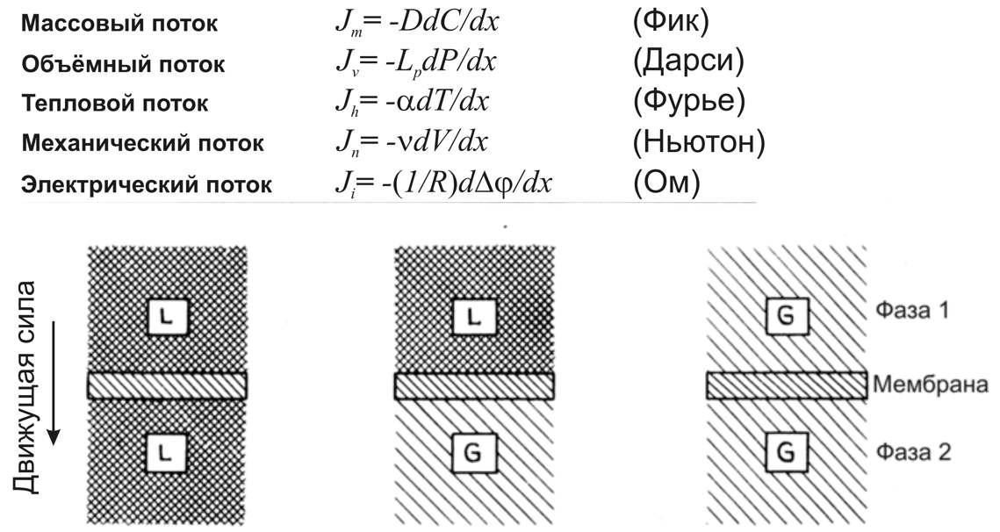 Массовый поток Jm= -DdC/dx (Фик)
Объёмный поток Jv= -LpdP/dx (Дарси)
Тепловой поток Jh= -αdT/dx (Фурье)
Механический поток Jn= -νdV/dx (Ньютон)
Электрический поток Ji= -(1/R)dΔφ/dx (Ом)
Движущая сила
L
L
G
Фаза 1
Мембрана
L
G
G
Фаза 2